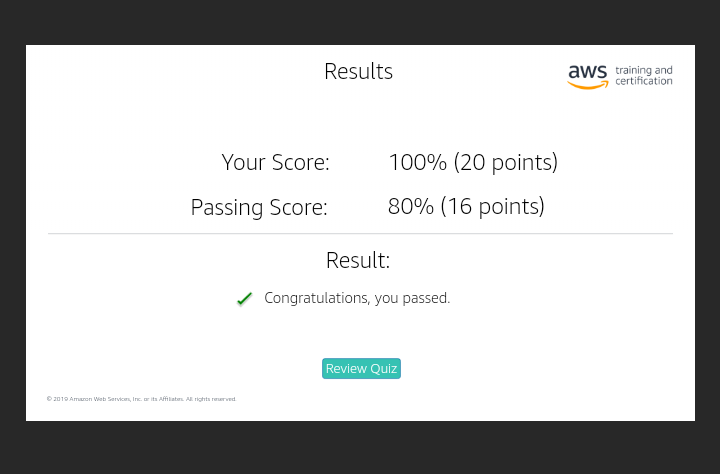 Results
aws training and
certification
Your Score: 100% (20 points)
Passing Score: 80% (16 points)
Result:
Congratulations, you passed.
Review Quiz
© 2019 Amazon Web Services, Inc. or its Affiliates. All rights reserved.